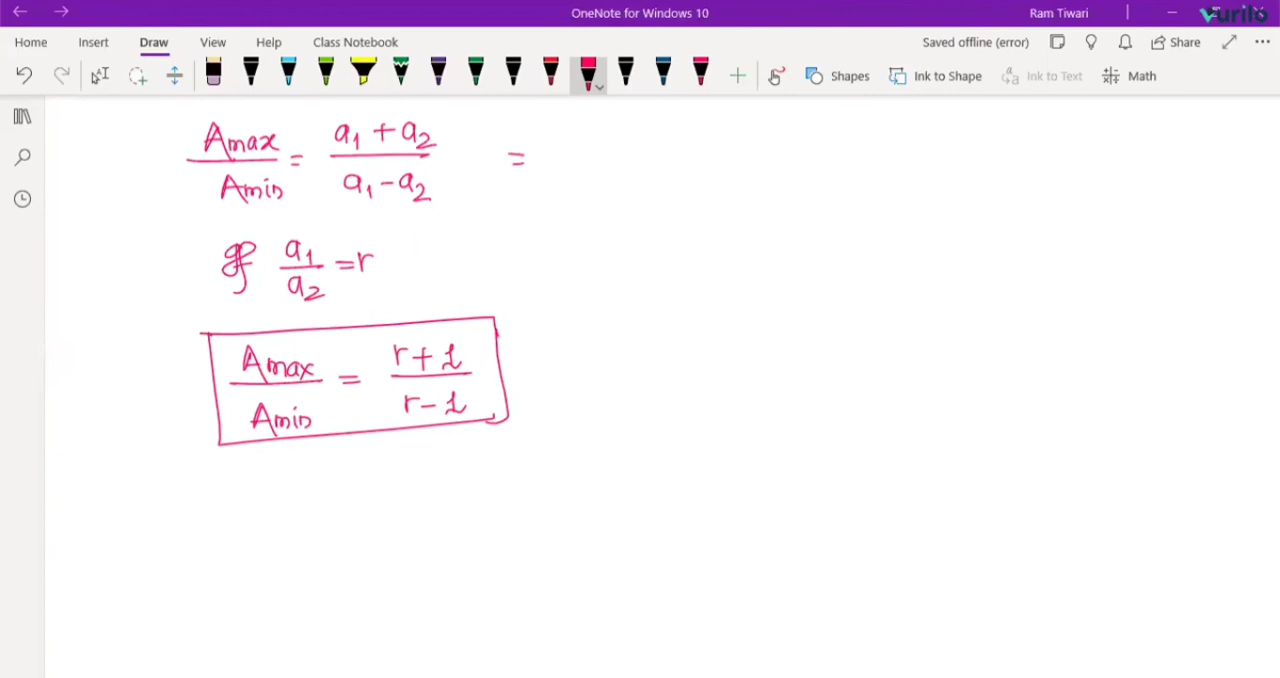 OneNote for Windows 10
Ram Tiwari
Yurilo
Home Insert Draw View Help Class Notebook
Saved offline (error)
Share
Shapes Ink to Shape Ink to Text Math
Amax/Amin = a1+a2/a1-a2 =
If a1/a2 = r
Amax/Amin = r+1/r-1